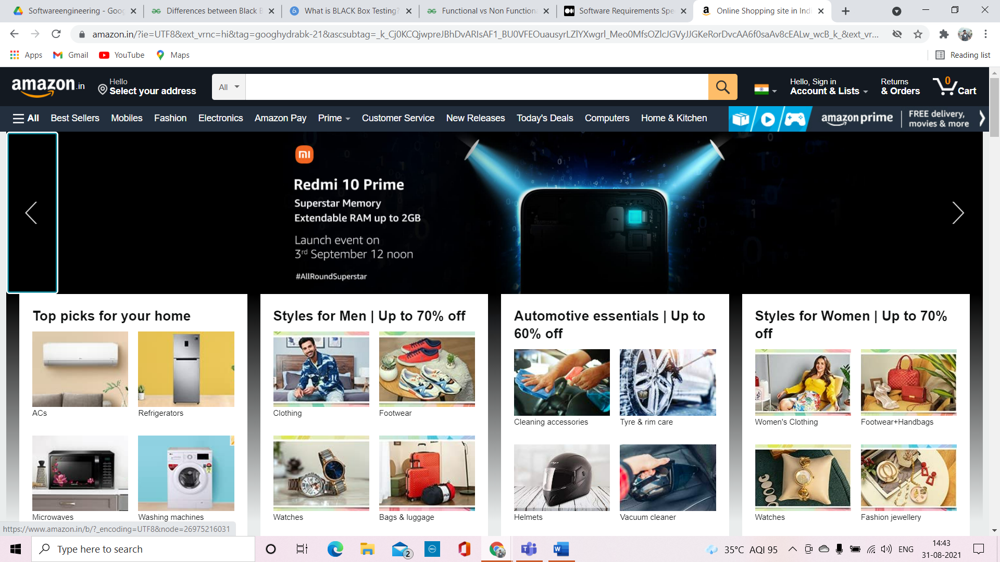 Softwareengineering - Goog
Differences between Black B
What is BLACK Box Testing?
Functional vs Non Functiona
Software Requirements Spe
Online Shopping site in Indi
amazon.in/?ie=UTF8&ext_vrnc=hi&tag=googhydrabk-21&ascsubtag=_k_Cj0KCQjwpreJBhDvARIsAF1_BU0VFEOuausyrLZlYXwgrl_Meo0MfsOZlcJGVyJJGKeRorDvcAA6f0saAv8cEALw_wcB_k_&ext_vr...
Apps
Gmail
YouTube
Maps
Reading list
amazon.in
Hello
Select your address
All
Hello, Sign in
Account & Lists
Returns
& Orders
0
Cart
All
Best Sellers
Mobiles
Fashion
Electronics
Amazon Pay
Prime
Customer Service
New Releases
Today's Deals
Computers
Home & Kitchen
amazon prime
FREE delivery,
movies & more
mi
Redmi 10 Prime
Superstar Memory
Extendable RAM up to 2GB
Launch event on
3rd September 12 noon
#AllRoundSuperstar
Top picks for your home
ACs
Refrigerators
Microwaves
Washing machines
Styles for Men | Up to 70% off
Clothing
Footwear
Watches
Bags & luggage
Automotive essentials | Up to
60% off
Cleaning accessories
Tyre & rim care
Helmets
Vacuum cleaner
Styles for Women | Up to 70%
off
Women's Clothing
Footwear+Handbags
Watches
Fashion jewellery
https://www.amazon.in/b/?_encoding=UTF8&node=26975216031
Type here to search
2
DELL
W
35°C AQI 95
ENG
14:43
31-08-2021